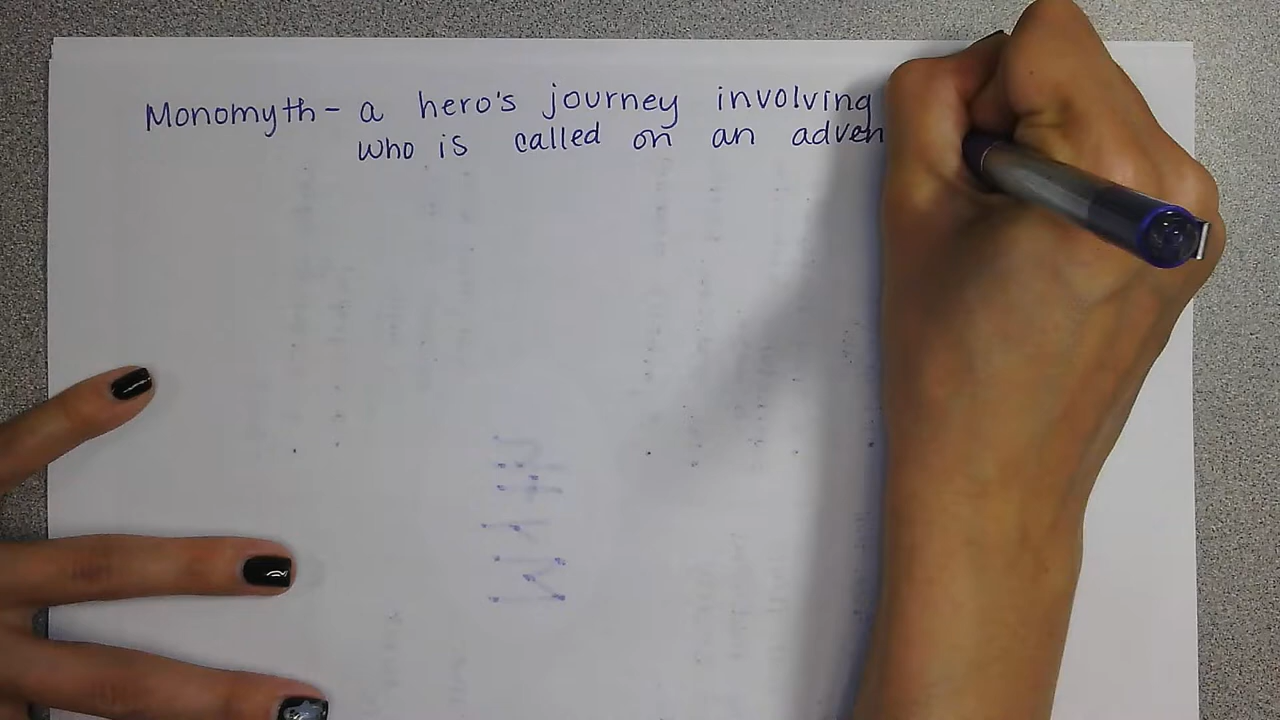 Monomyth - a hero's journey involving
who is called on an adven